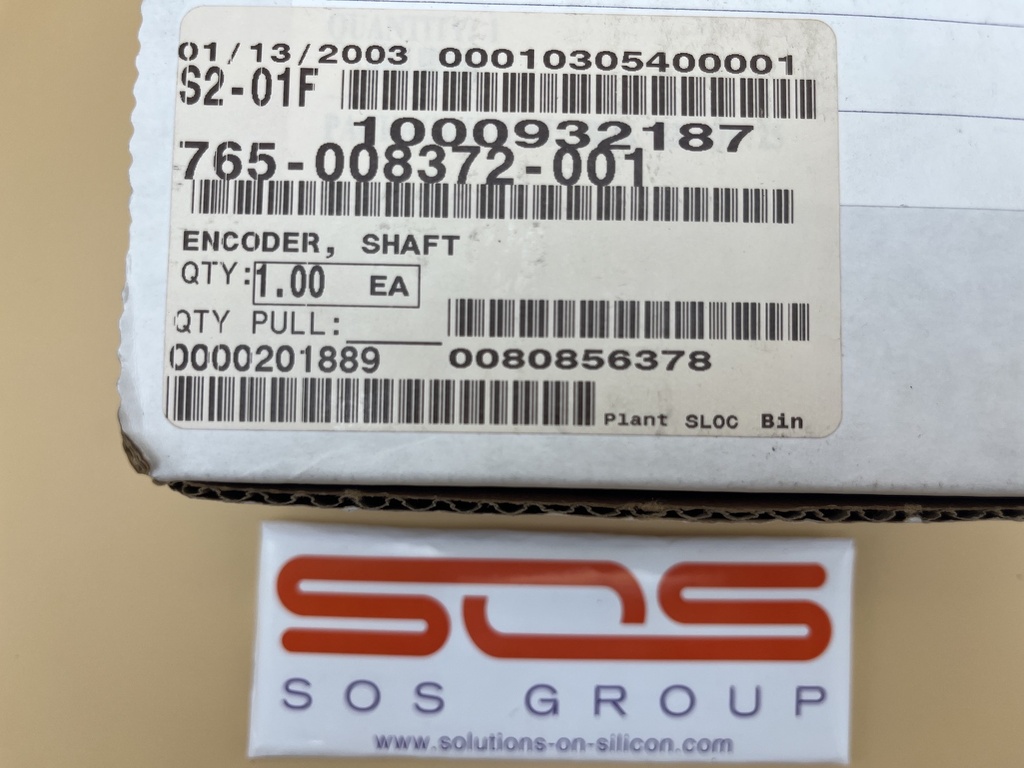 01/13/2003 00010305400001
S2-01F
1000932187
765-008372-001
ENCODER, SHAFT
QTY: 1.00 EA
QTY PULL:
0000201889 0080856378
Plant SLOC Bin
SOS
SOS GROUP
www.solutions-on-silicon.com